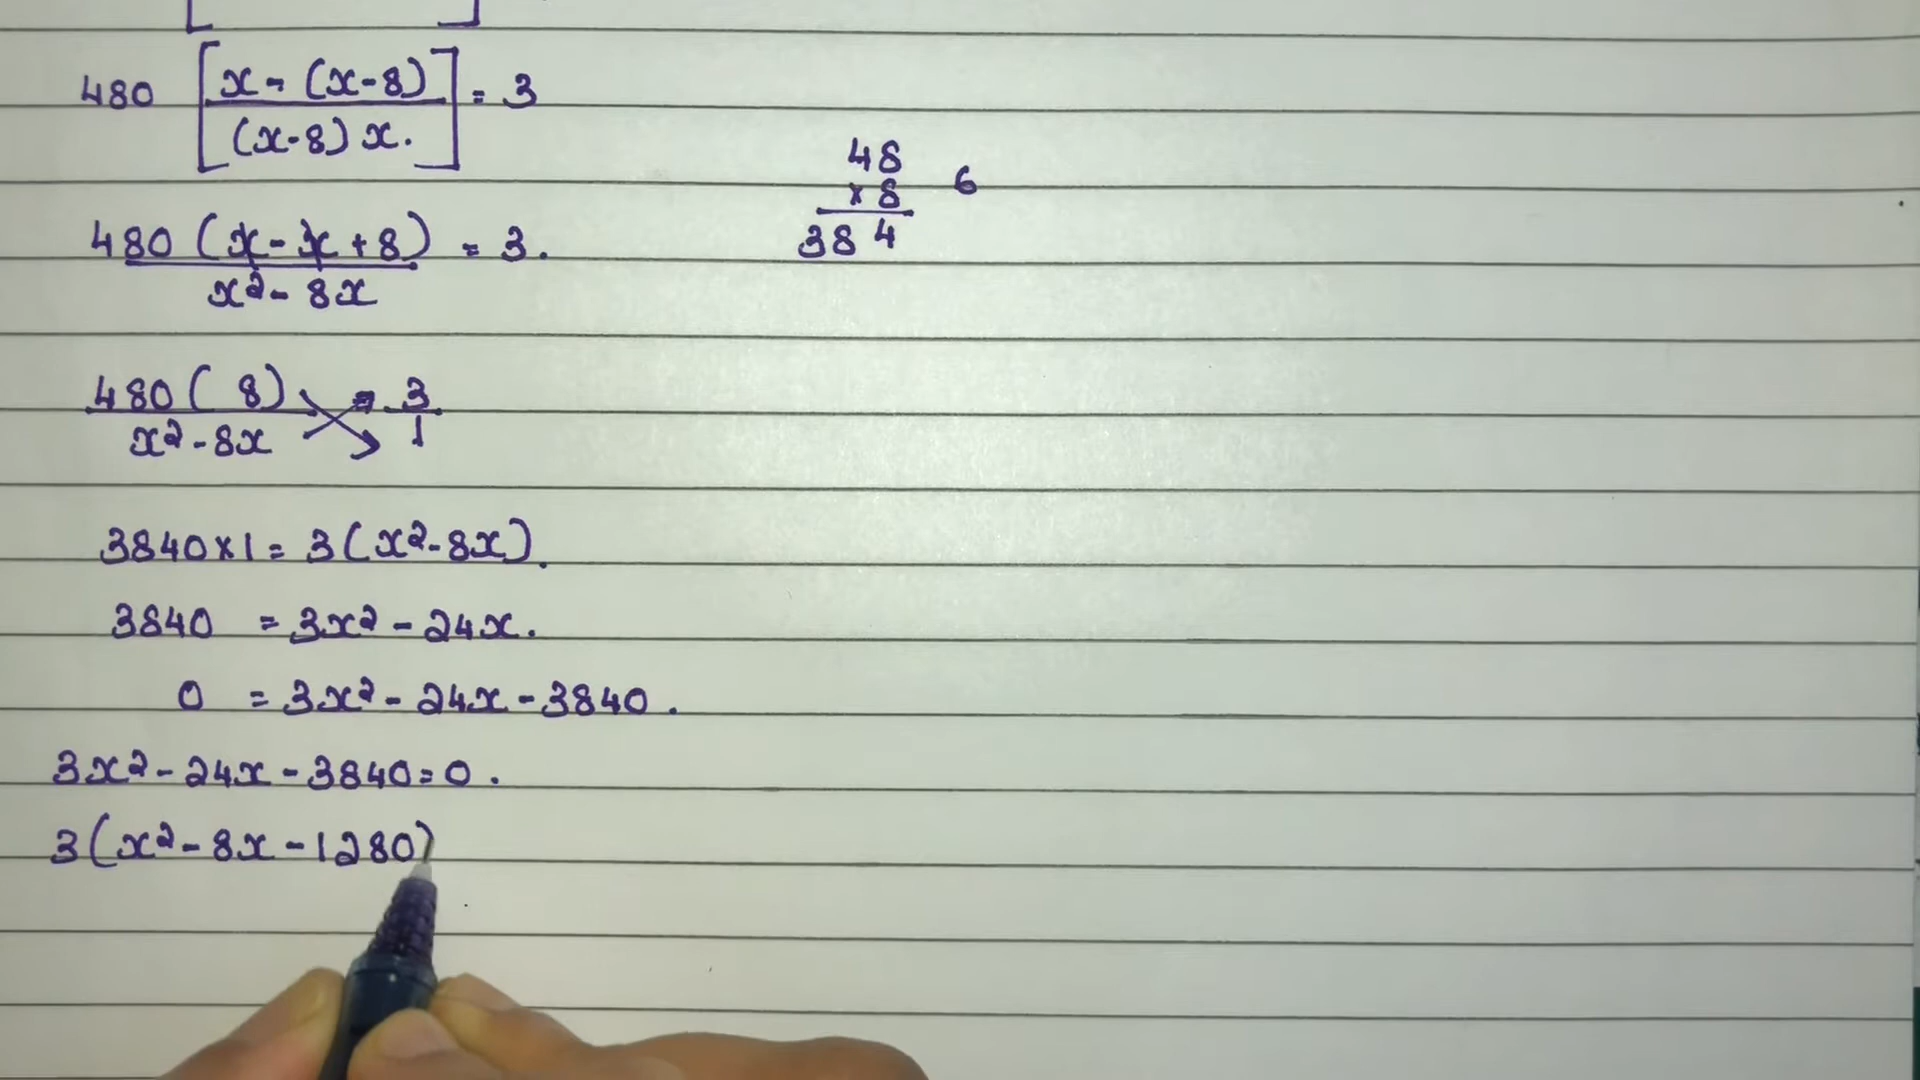 480 [x - (x-8) / (x-8) x.] = 3
48
× 8
6
384
480 (x - x + 8) / x² - 8x = 3.
480 ( 8) / x² - 8x = 3 / 1
3840 × 1 = 3 (x² - 8x).
3840 = 3x² - 24x.
0 = 3x² - 24x - 3840.
3x² - 24x - 3840 = 0.
3 (x² - 8x - 1280)